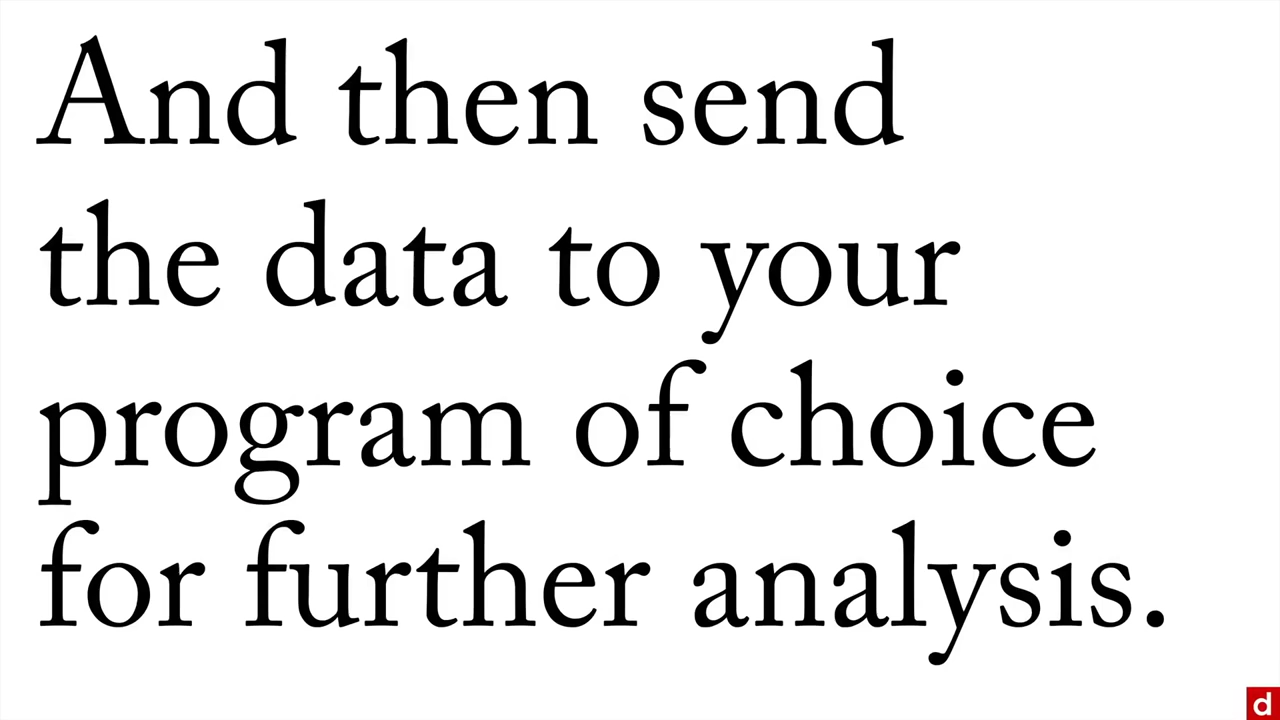 And then send
the data to your
program of choice
for further analysis.
d